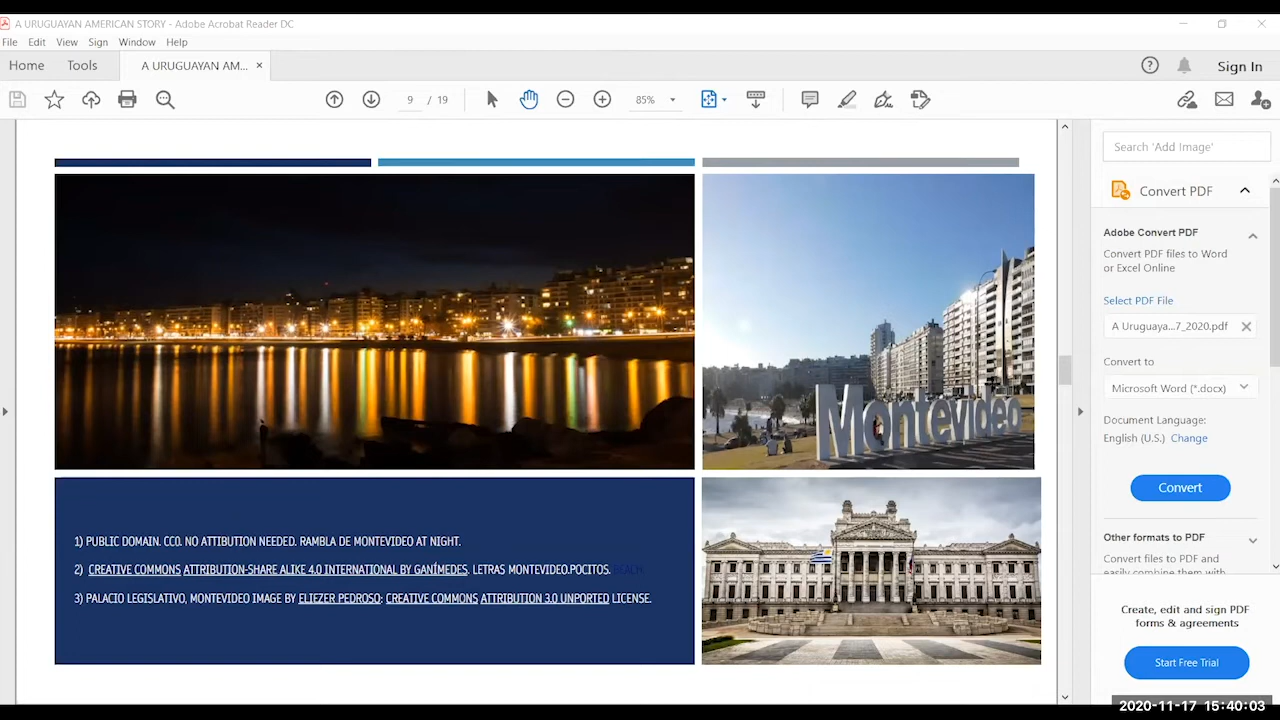 A URUGUAYAN AMERICAN STORY - Adobe Acrobat Reader DC
File Edit View Sign Window Help
Home Tools A URUGUAYAN AM... × Sign In
9 / 19 85%
Search 'Add Image'
Convert PDF
Adobe Convert PDF
Convert PDF files to Word
or Excel Online
Select PDF File
A Uruguaya...7_2020.pdf
Convert to
Microsoft Word (*.docx)
Document Language:
English (U.S.) Change
Convert
Other formats to PDF
Convert files to PDF and
easily combine them with
Create, edit and sign PDF
forms & agreements
Start Free Trial
Montevideo
1) PUBLIC DOMAIN. CC0. NO ATTIBUTION NEEDED. RAMBLA DE MONTEVIDEO AT NIGHT.
2) CREATIVE COMMONS ATTRIBUTION-SHARE ALIKE 4.0 INTERNATIONAL BY GANÍMEDES. LETRAS MONTEVIDEO.POCITOS. BEACH
3) PALACIO LEGISLATIVO, MONTEVIDEO IMAGE BY ELIEZER PEDROSO; CREATIVE COMMONS ATTRIBUTION 3.0 UNPORTED LICENSE.
2020-11-17 15:40:03